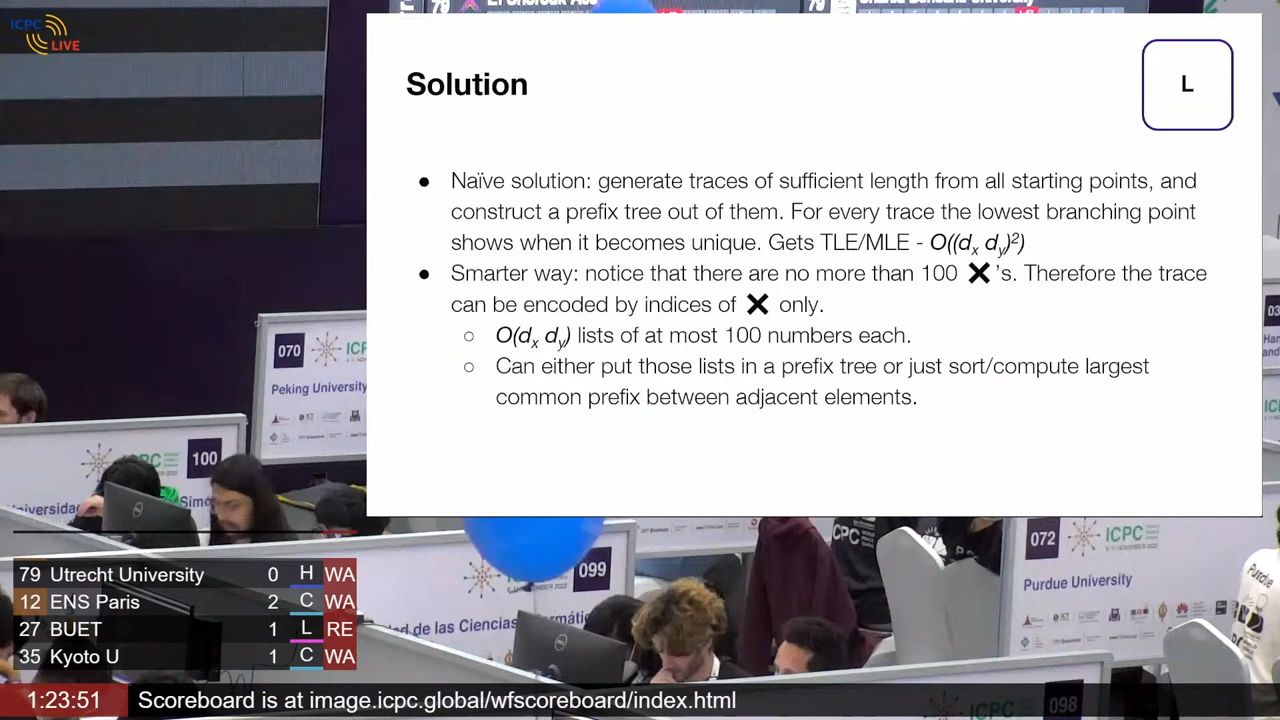 ICPC
LIVE
79
79
Solution
L
● Naïve solution: generate traces of sufficient length from all starting points, and
construct a prefix tree out of them. For every trace the lowest branching point
shows when it becomes unique. Gets TLE/MLE - O((dₓ dᵧ)²)
● Smarter way: notice that there are no more than 100 ❌'s. Therefore the trace
can be encoded by indices of ❌ only.
○ O(dₓ dᵧ) lists of at most 100 numbers each.
○ Can either put those lists in a prefix tree or just sort/compute largest
common prefix between adjacent elements.
070
Peking University
100
072
ICPC
Purdue University
Purdue
099
098
ICPC
79 Utrecht University 0 H WA
12 ENS Paris 2 C WA
27 BUET 1 L RE
35 Kyoto U 1 C WA
1:23:51 Scoreboard is at image.icpc.global/wfscoreboard/index.html